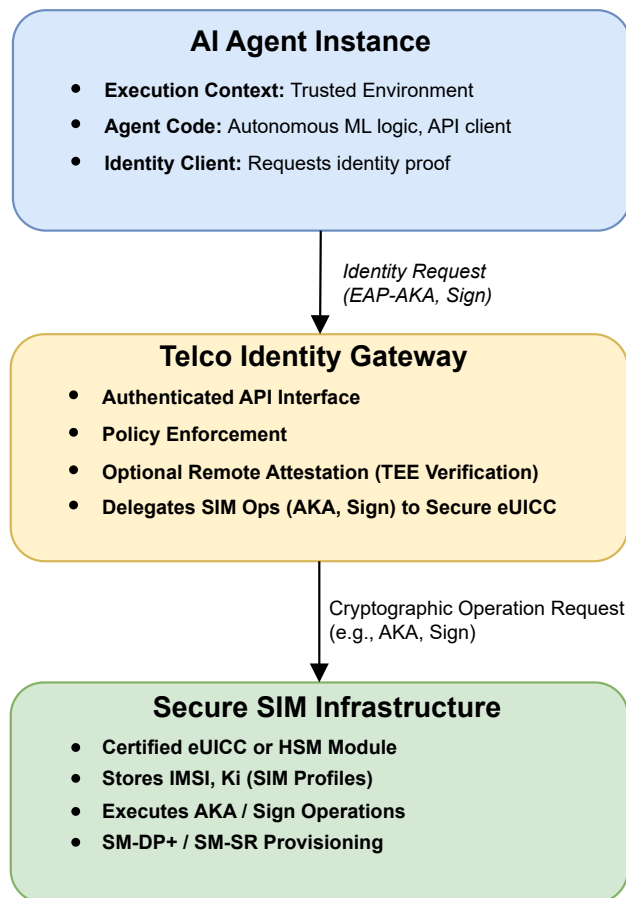 AI Agent Instance
• Execution Context: Trusted Environment
• Agent Code: Autonomous ML logic, API client
• Identity Client: Requests identity proof
Identity Request
(EAP-AKA, Sign)
Telco Identity Gateway
• Authenticated API Interface
• Policy Enforcement
• Optional Remote Attestation (TEE Verification)
• Delegates SIM Ops (AKA, Sign) to Secure eUICC
Cryptographic Operation Request
(e.g., AKA, Sign)
Secure SIM Infrastructure
• Certified eUICC or HSM Module
• Stores IMSI, Ki (SIM Profiles)
• Executes AKA / Sign Operations
• SM-DP+ / SM-SR Provisioning